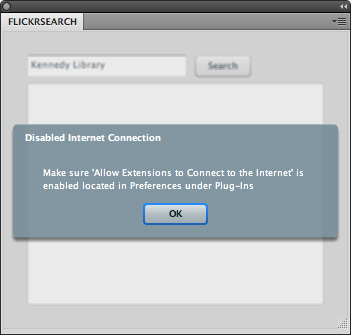 FLICKRSEARCH
Kennedy Library
Search
Disabled Internet Connection
Make sure 'Allow Extensions to Connect to the Internet' is
enabled located in Preferences under Plug-Ins
OK